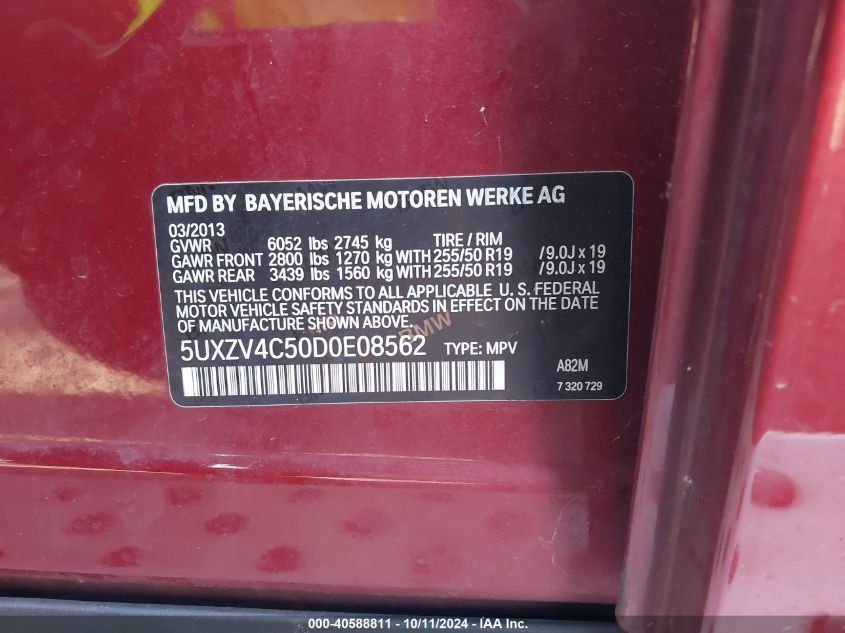 MFD BY BAYERISCHE MOTOREN WERKE AG
03/2013
GVWR 6052 lbs 2745 kg TIRE / RIM
GAWR FRONT 2800 lbs 1270 kg WITH 255/50 R19 /9.0J x 19
GAWR REAR 3439 lbs 1560 kg WITH 255/50 R19 /9.0J x 19
THIS VEHICLE CONFORMS TO ALL APPLICABLE U. S. FEDERAL
MOTOR VEHICLE SAFETY STANDARDS IN EFFECT ON THE DATE
OF MANUFACTURE SHOWN ABOVE.
BMW
5UXZV4C50D0E08562 TYPE: MPV
A82M
7 320 729
000-40588811 - 10/11/2024 - IAA Inc.